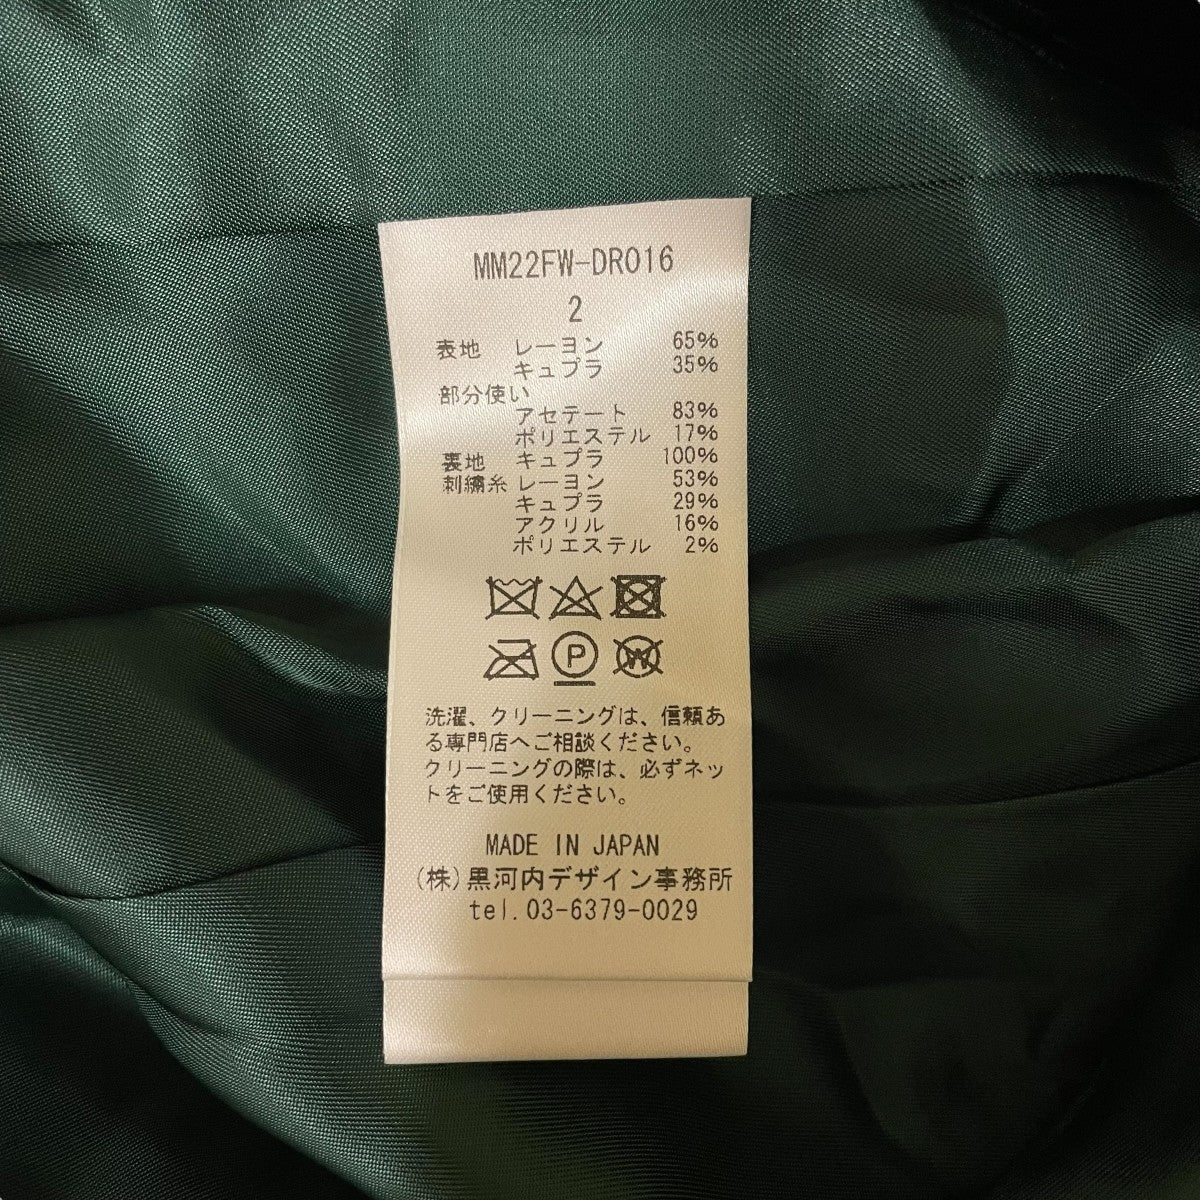 MM22FW-DR016
2
表地 レーヨン 65%
キュプラ 35%
部分使い
アセテート 83%
ポリエステル 17%
裏地 キュプラ 100%
刺繍糸 レーヨン 53%
キュプラ 29%
アクリル 16%
ポリエステル 2%
P W
洗濯、クリーニングは、信頼あ
る専門店へご相談ください。
クリーニングの際は、必ずネッ
トをご使用ください。
MADE IN JAPAN
(株)黒河内デザイン事務所
tel.03-6379-0029